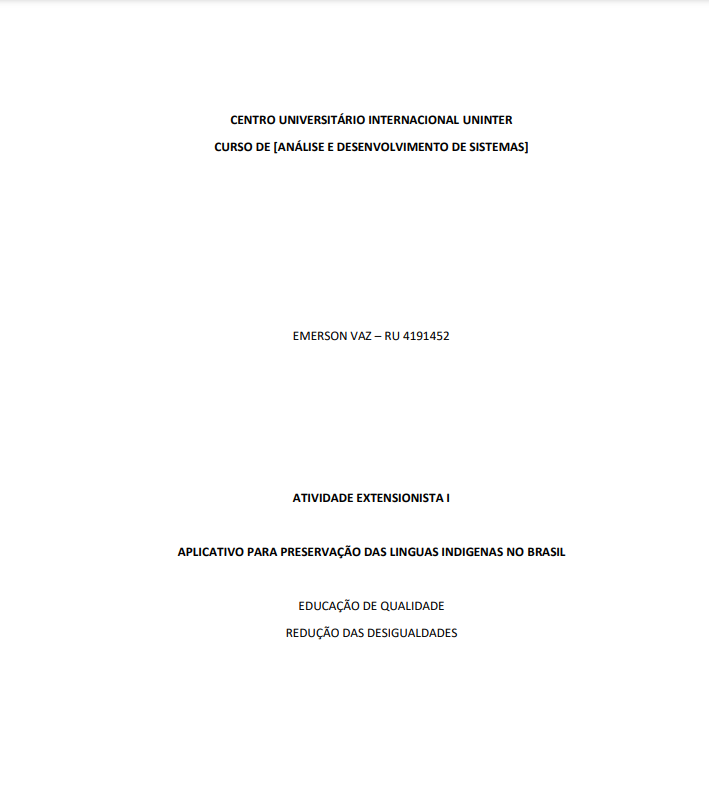 CENTRO UNIVERSITÁRIO INTERNACIONAL UNINTER
CURSO DE [ANÁLISE E DESENVOLVIMENTO DE SISTEMAS]
EMERSON VAZ – RU 4191452
ATIVIDADE EXTENSIONISTA I
APLICATIVO PARA PRESERVAÇÃO DAS LINGUAS INDIGENAS NO BRASIL
EDUCAÇÃO DE QUALIDADE
REDUÇÃO DAS DESIGUALDADES